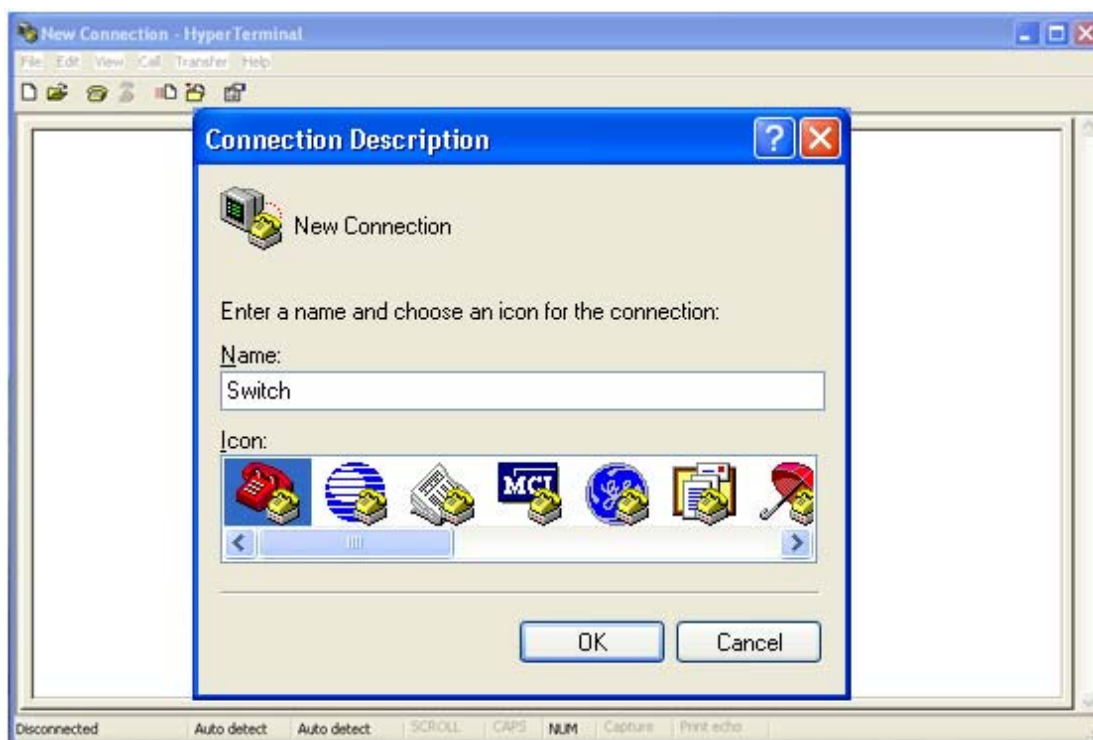 New Connection - HyperTerminal
File Edit View Call Transfer Help
Connection Description
New Connection
Enter a name and choose an icon for the connection:
Name:
Switch
Icon:
MCI
OK Cancel
Disconnected Auto detect Auto detect SCROLL CAPS NUM Capture Print echo